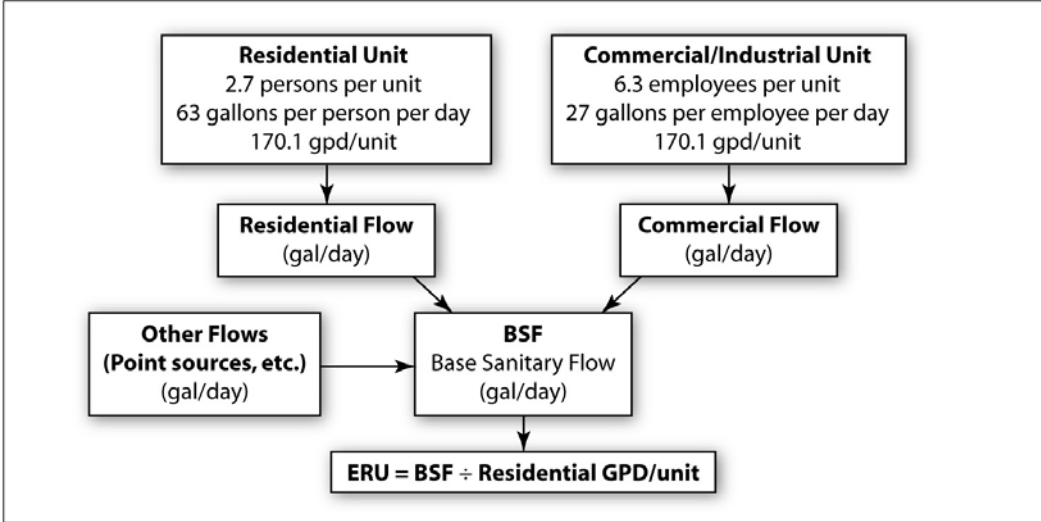 Residential Unit
2.7 persons per unit
63 gallons per person per day
170.1 gpd/unit
Commercial/Industrial Unit
6.3 employees per unit
27 gallons per employee per day
170.1 gpd/unit
Residential Flow
(gal/day)
Commercial Flow
(gal/day)
Other Flows
(Point sources, etc.)
(gal/day)
BSF
Base Sanitary Flow
(gal/day)
ERU = BSF ÷ Residential GPD/unit